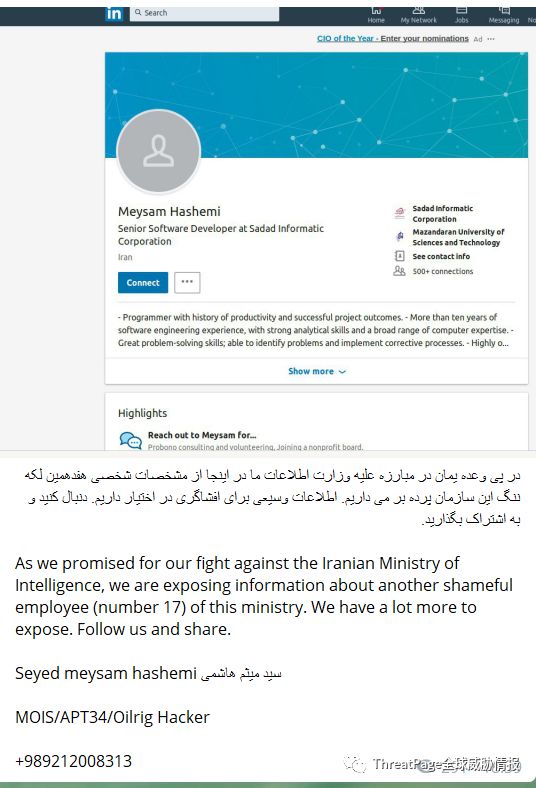 in
Search
Home
My Network
Jobs
Messaging
No
CIO of the Year - Enter your nominations Ad ...
Meysam Hashemi
Senior Software Developer at Sadad Informatic
Corporation
Iran
Connect
...
Sadad Informatic
Corporation
Mazandaran University of
Sciences and Technology
See contact info
500+ connections
- Programmer with history of productivity and successful project outcomes. - More than ten years of
software engineering experience, with strong analytical skills and a broad range of computer expertise. -
Great problem-solving skills; able to identify problems and implement corrective processes. - Highly o...
Show more
Highlights
Reach out to Meysam for...
Probono consulting and volunteering, Joining a nonprofit board.
در پی وعده یمان در مبارزه علیه وزارت اطلاعات ما در اینجا از مشخصات شخصی هفدهمین لکه
ننگ این سازمان پرده بر می داریم. اطلاعات وسیعی برای افشاگری در اختیار داریم. دنبال کنید و
به اشتراک بگذارید.
As we promised for our fight against the Iranian Ministry of
Intelligence, we are exposing information about another shameful
employee (number 17) of this ministry. We have a lot more to
expose. Follow us and share.
Seyed meysam hashemi سید میثم هاشمی
MOIS/APT34/Oilrig Hacker
+989212008313
ThreatPage全球威胁情报